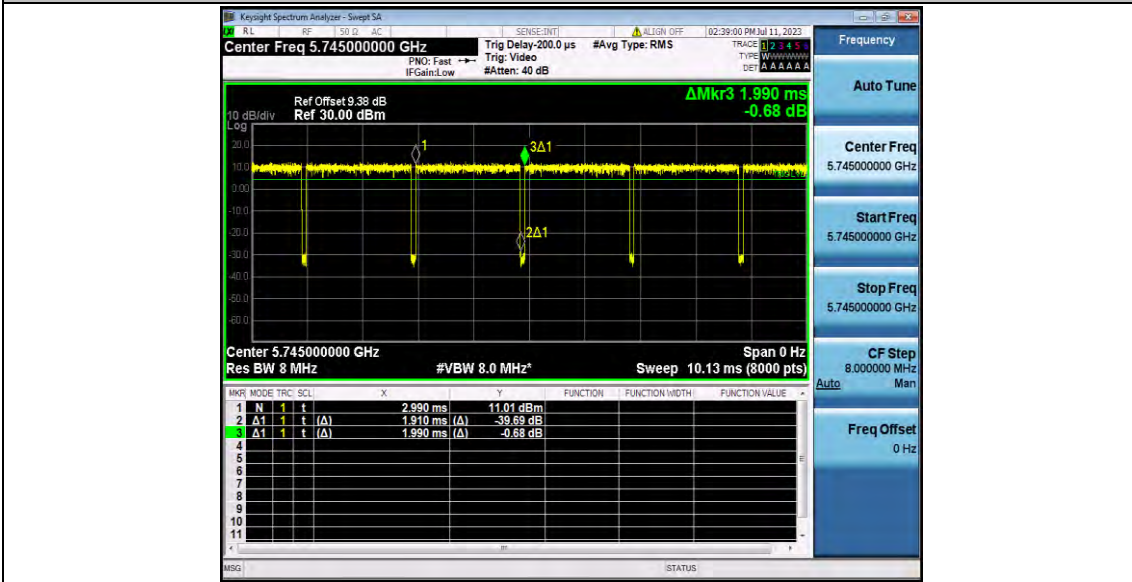 Keysight Spectrum Analyzer - Swept SA
RL RF 50 Ω AC SENSE:INT ALIGN OFF 02:39:00 PM Jul 11, 2023
Center Freq 5.745000000 GHz
PNO: Fast
IFGain:Low
Trig Delay-200.0 µs
Trig: Video
#Atten: 40 dB
#Avg Type: RMS
TRACE 1 2 3 4 5 6
TYPE
DET A A A A A A
Ref Offset 9.38 dB
Ref 30.00 dBm
10 dB/div
Log
ΔMkr3 1.990 ms
-0.68 dB
20.0
10.0
0.00
-10.0
-20.0
-30.0
-40.0
-50.0
-60.0
1
3Δ1
2Δ1
Center 5.745000000 GHz
Span 0 Hz
Res BW 8 MHz
#VBW 8.0 MHz*
Sweep 10.13 ms (8000 pts)
MKR MODE TRC SCL X Y FUNCTION FUNCTION WIDTH FUNCTION VALUE
1 N 1 t 2.990 ms 11.01 dBm
2 Δ1 1 t (Δ) 1.910 ms (Δ) -39.69 dB
3 Δ1 1 t (Δ) 1.990 ms (Δ) -0.68 dB
4
5
6
7
8
9
10
11
MSG
STATUS
Frequency
Auto Tune
Center Freq
5.745000000 GHz
Start Freq
5.745000000 GHz
Stop Freq
5.745000000 GHz
CF Step
8.000000 MHz
Auto Man
Freq Offset
0 Hz